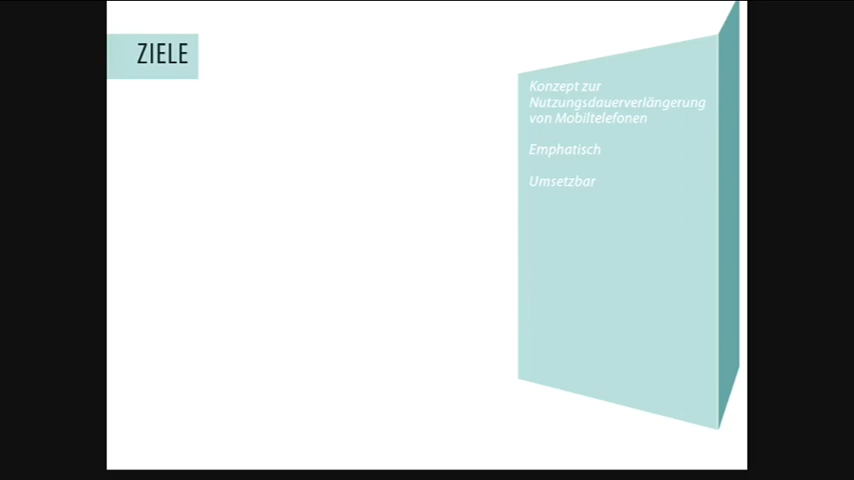 ZIELE
Konzept zur
Nutzungsdauerverlängerung
von Mobiltelefonen
Emphatisch
Umsetzbar